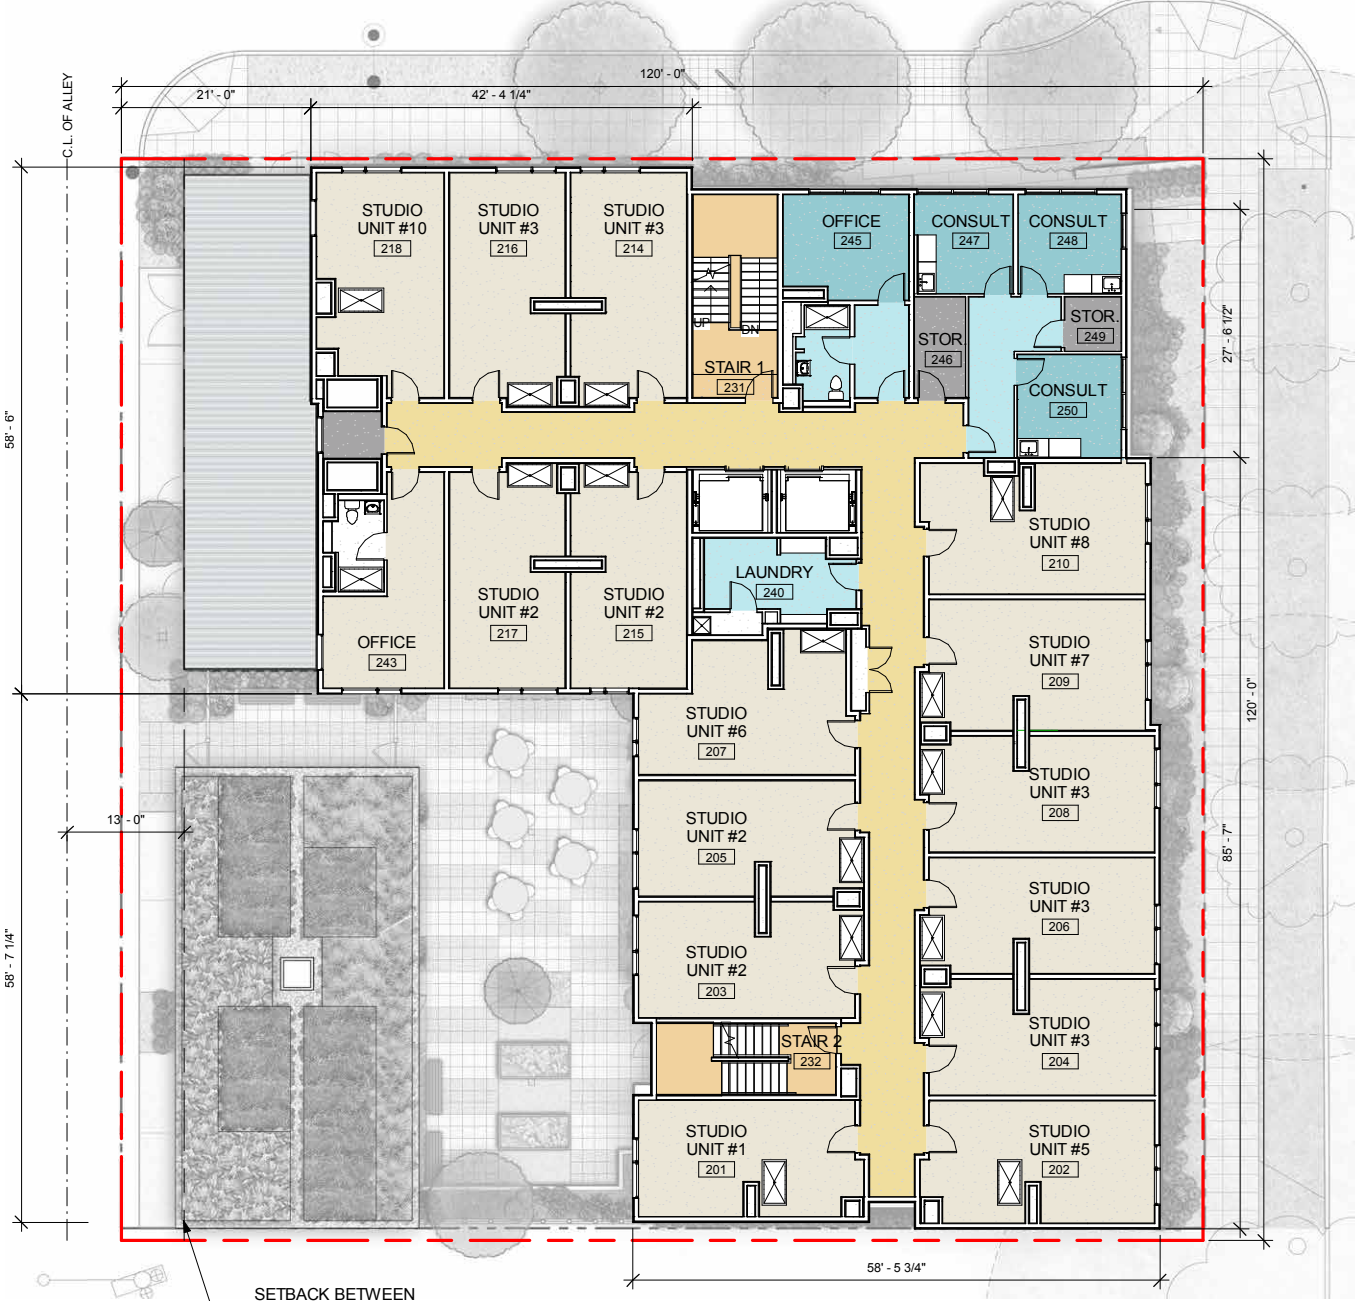 C.L. OF ALLEY
120' - 0"
21' - 0"
42' - 4 1/4"
STUDIO
UNIT #10
218
STUDIO
UNIT #3
216
STUDIO
UNIT #3
214
OFFICE
245
CONSULT
247
CONSULT
248
UP
DN
STOR.
246
STOR.
249
27' - 6 1/2"
STAIR 1
231
CONSULT
250
58' - 6"
STUDIO
UNIT #8
210
LAUNDRY
240
STUDIO
UNIT #2
217
STUDIO
UNIT #2
215
OFFICE
243
STUDIO
UNIT #7
209
STUDIO
UNIT #6
207
120' - 0"
STUDIO
UNIT #3
208
13' - 0"
STUDIO
UNIT #2
205
85' - 7"
STUDIO
UNIT #3
206
58' - 7 1/4"
STUDIO
UNIT #2
203
STUDIO
UNIT #3
204
STAIR 2
232
STUDIO
UNIT #1
201
STUDIO
UNIT #5
202
58' - 5 3/4"
SETBACK BETWEEN